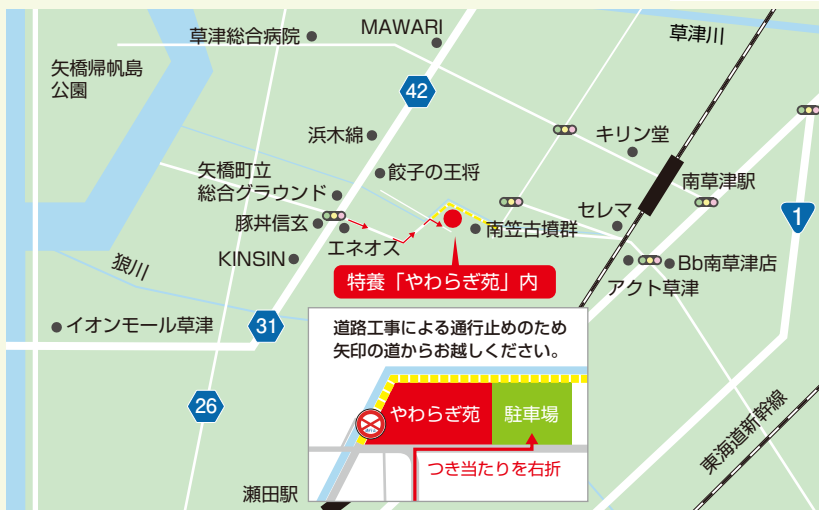 草津総合病院
MAWARI
草津川
矢橋帰帆島
公園
42
浜木綿
キリン堂
餃子の王将
矢橋町立
総合グラウンド
南草津駅
豚丼信玄
エネオス
南笠古墳群
セレマ
1
KINSIN
狼川
特養「やわらぎ苑」内
Bb南草津店
アクト草津
イオンモール草津
31
道路工事による通行止めのため
矢印の道からお越しください。
26
やわらぎ苑
駐車場
つき当たりを右折
東海道新幹線
瀬田駅